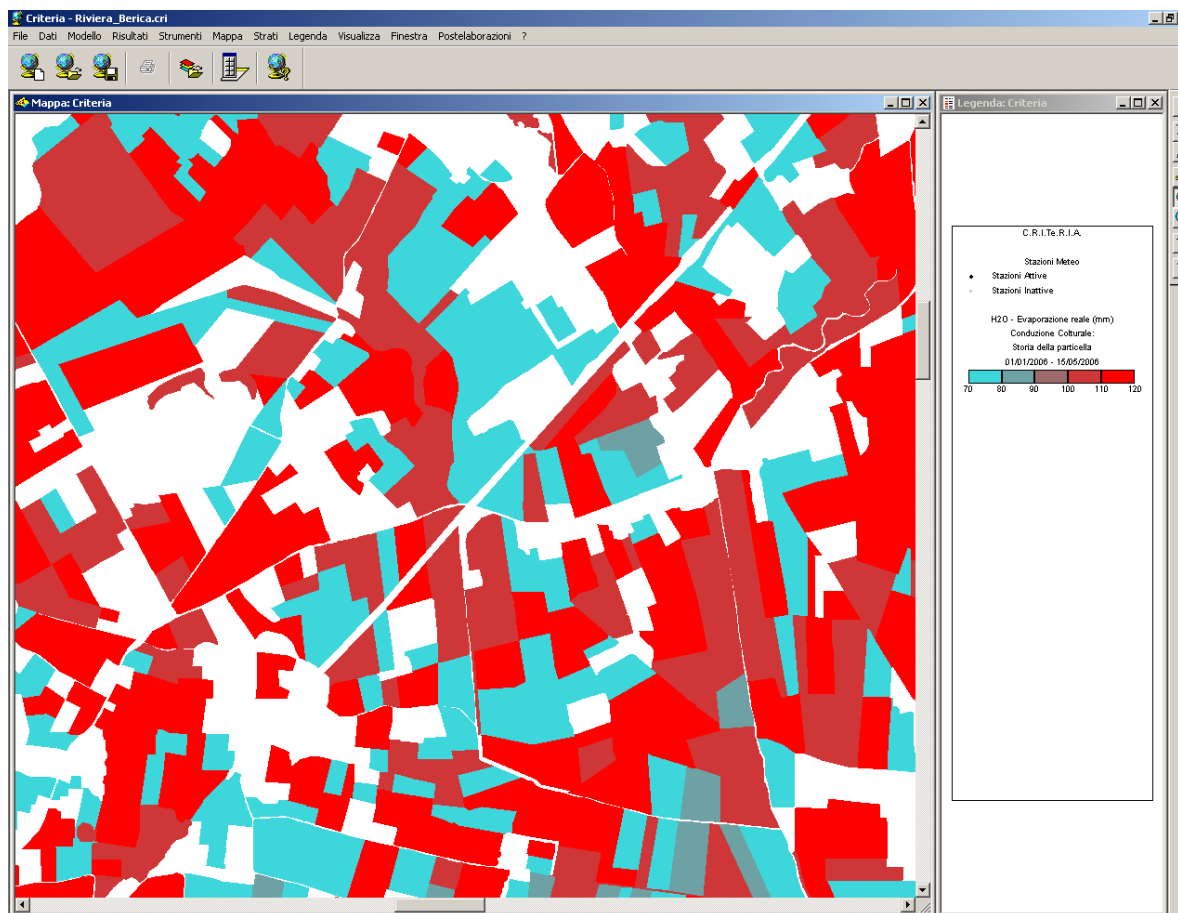 Criteria - Riviera_Berica.cri
File Dati Modello Risultati Strumenti Mappa Strati Legenda Visualizza Finestra Postelaborazioni ?
Mappa: Criteria
Legenda: Criteria
C.R.I.Te.R.I.A.
Stazioni Meteo
Stazioni Attive
Stazioni Inattive
H2O - Evaporazione reale (mm)
Conduzione Colturale:
Storia della particella
01/01/2006 - 15/05/2006
70 80 90 100 110 120